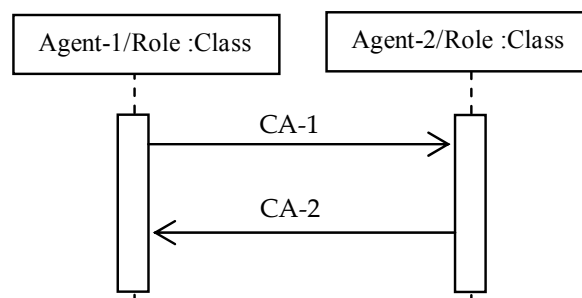 Agent-1/Role :Class
Agent-2/Role :Class
CA-1
CA-2